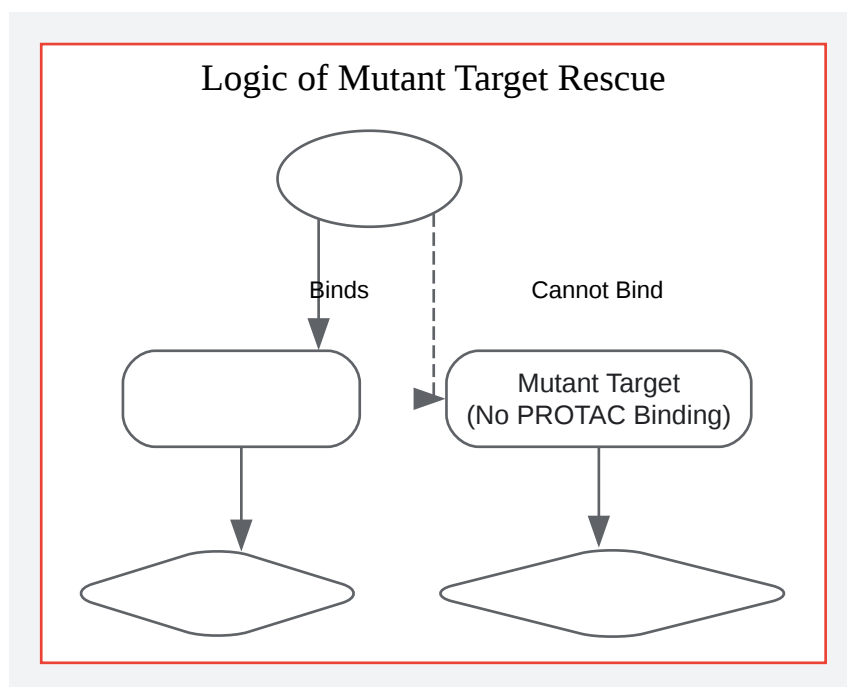 Logic of Mutant Target Rescue
Binds
Cannot Bind
Mutant Target
(No PROTAC Binding)